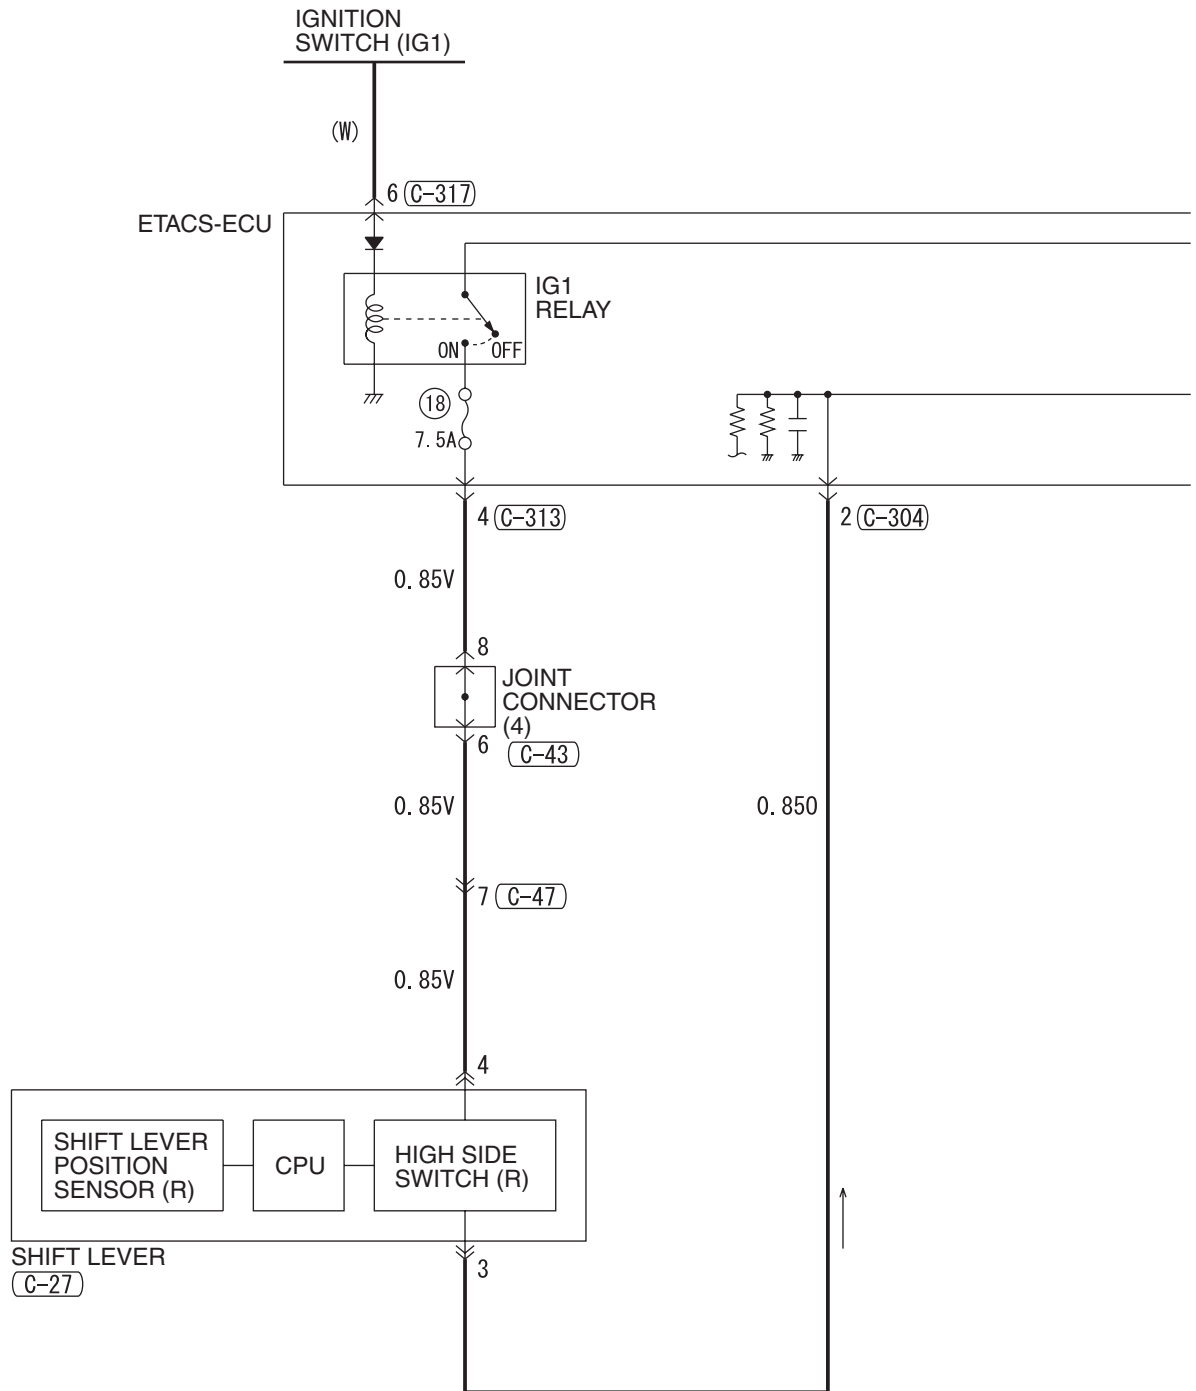 IGNITION
SWITCH (IG1)
(W)
6 C-317
ETACS-ECU
IG1
RELAY
ON OFF
18
7.5A
4 C-313
2 C-304
0.85V
8
JOINT
CONNECTOR
(4)
6 C-43
0.85V
0.85O
7 C-47
0.85V
4
SHIFT LEVER
POSITION
SENSOR (R)
CPU
HIGH SIDE
SWITCH (R)
SHIFT LEVER
C-27
3